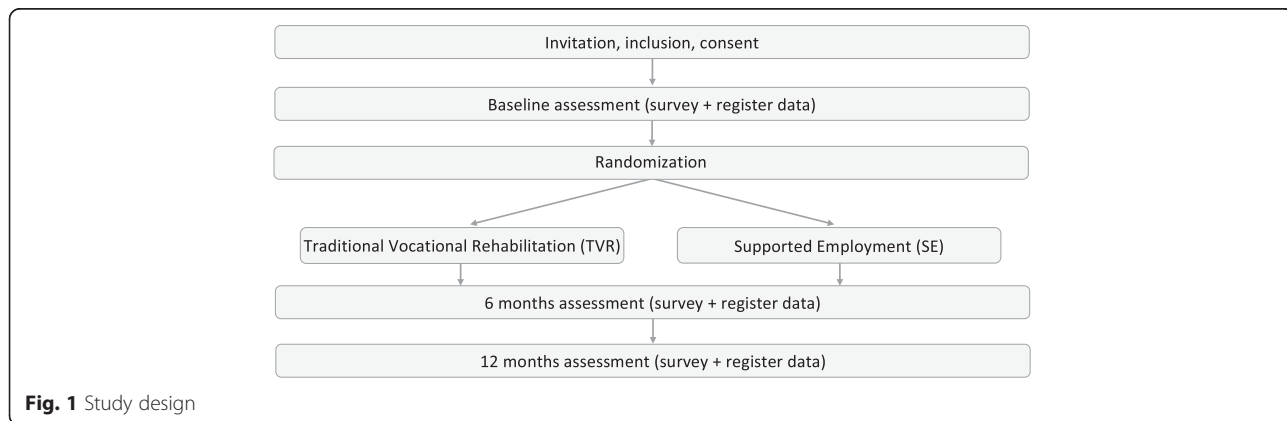 Invitation, inclusion, consent
Baseline assessment (survey + register data)
Randomization
Traditional Vocational Rehabilitation (TVR)
Supported Employment (SE)
6 months assessment (survey + register data)
12 months assessment (survey + register data)
Fig. 1 Study design